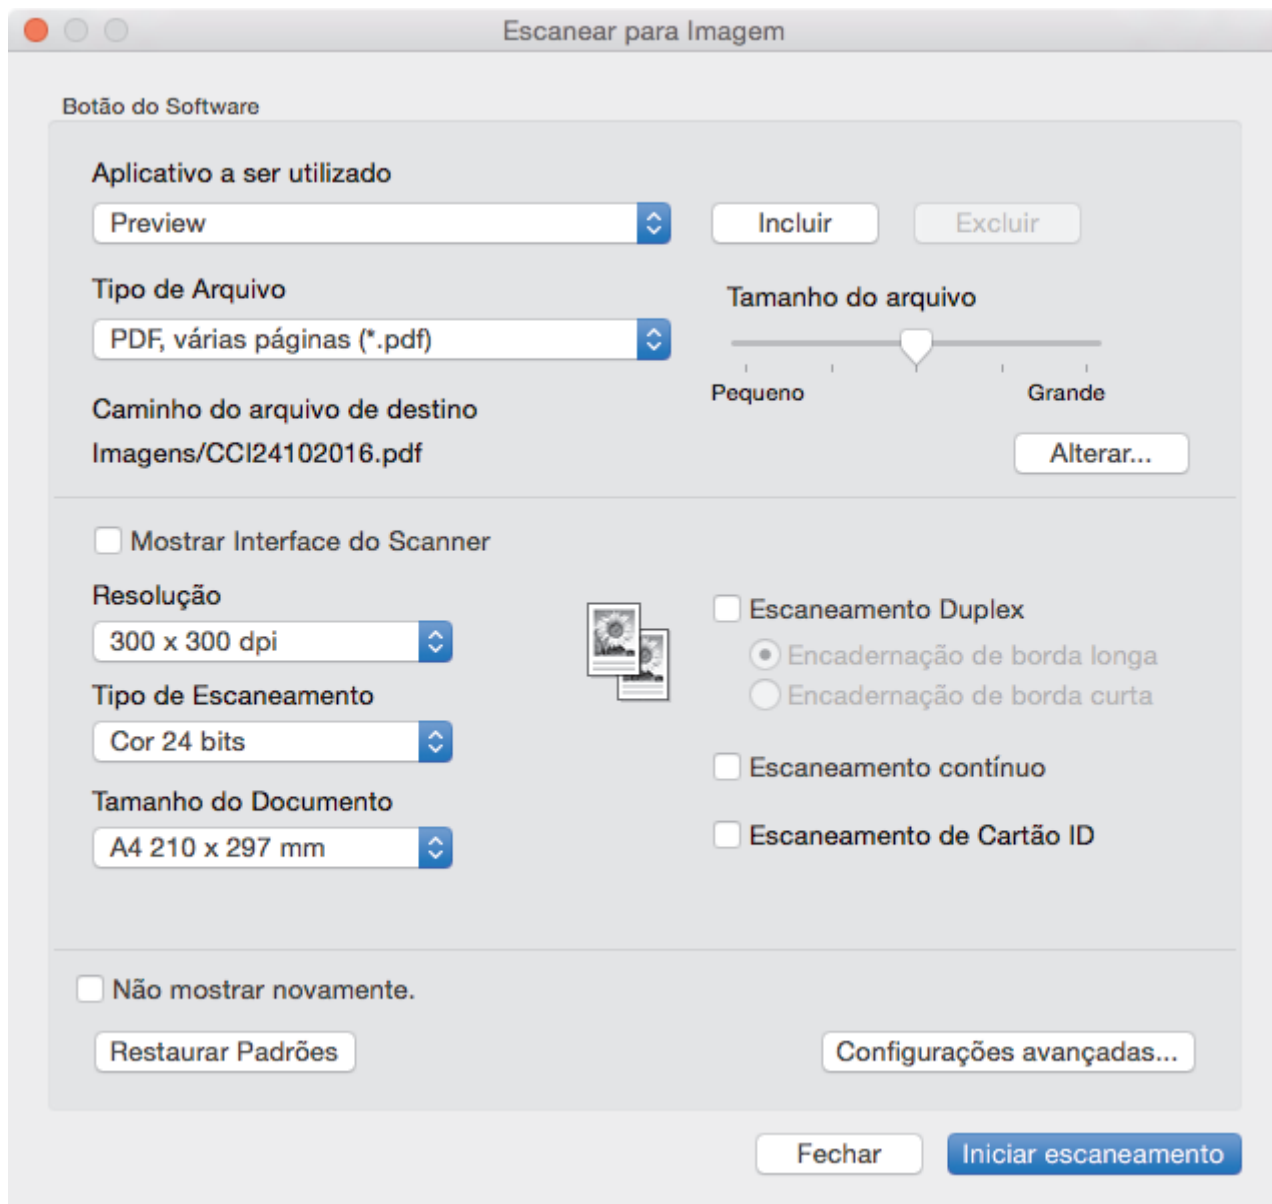 Escanear para Imagem
Botão do Software
Aplicativo a ser utilizado
Preview
Incluir
Excluir
Tipo de Arquivo
PDF, várias páginas (*.pdf)
Tamanho do arquivo
Pequeno
Grande
Caminho do arquivo de destino
Imagens/CCI24102016.pdf
Alterar...
Mostrar Interface do Scanner
Resolução
300 x 300 dpi
Tipo de Escaneamento
Cor 24 bits
Tamanho do Documento
A4 210 x 297 mm
Escaneamento Duplex
Encadernação de borda longa
Encadernação de borda curta
Escaneamento contínuo
Escaneamento de Cartão ID
Não mostrar novamente.
Restaurar Padrões
Configurações avançadas...
Fechar
Iniciar escaneamento